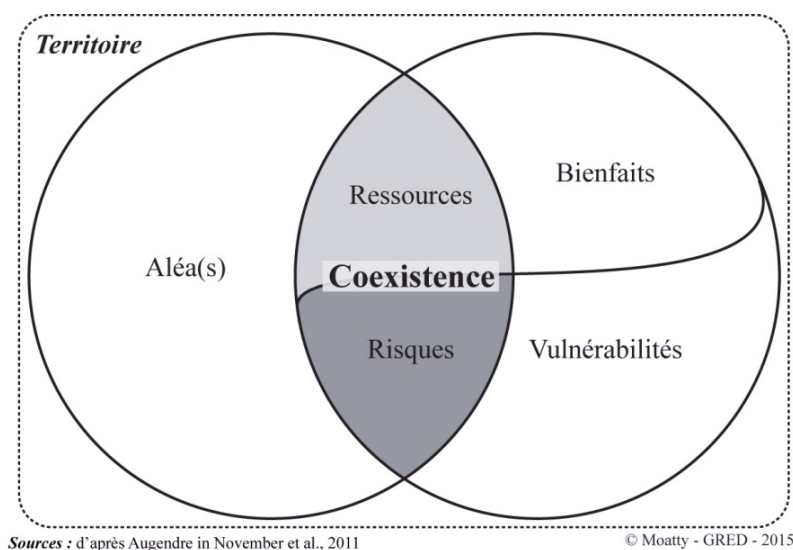 Territoire
Bienfaits
Ressources
Aléa(s)
Coexistence
Risques
Vulnérabilités
Sources : d'après Augendre in November et al., 2011
© Moatty - GRED - 2015